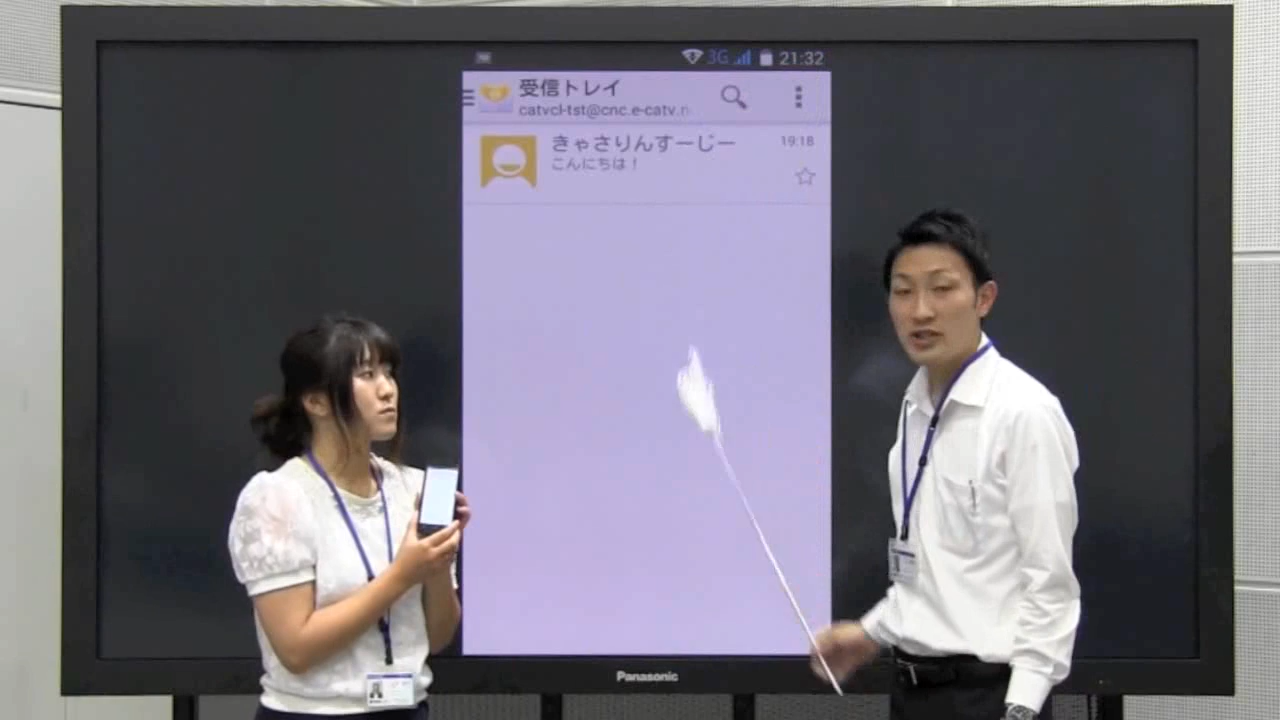 3G 21:32
受信トレイ
catvcl-tst@cnc.e-catv.n
きゃさりんすーじー 19:18
こんにちは！
Panasonic